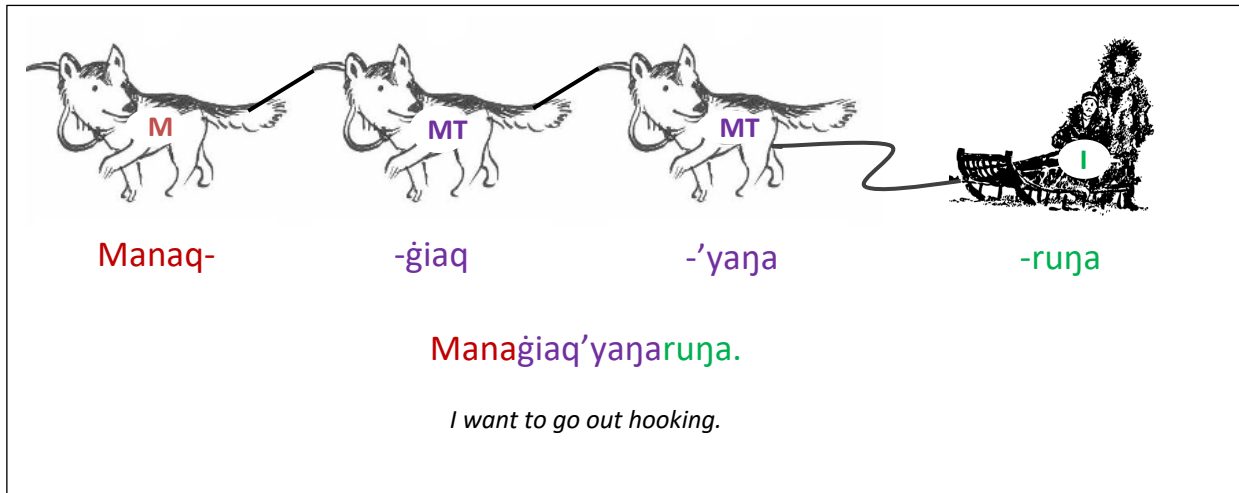 M MT MT I
Manaq- -ġiaq -’yaŋa -ruŋa
Manaġiaq’yaŋaruŋa.
I want to go out hooking.